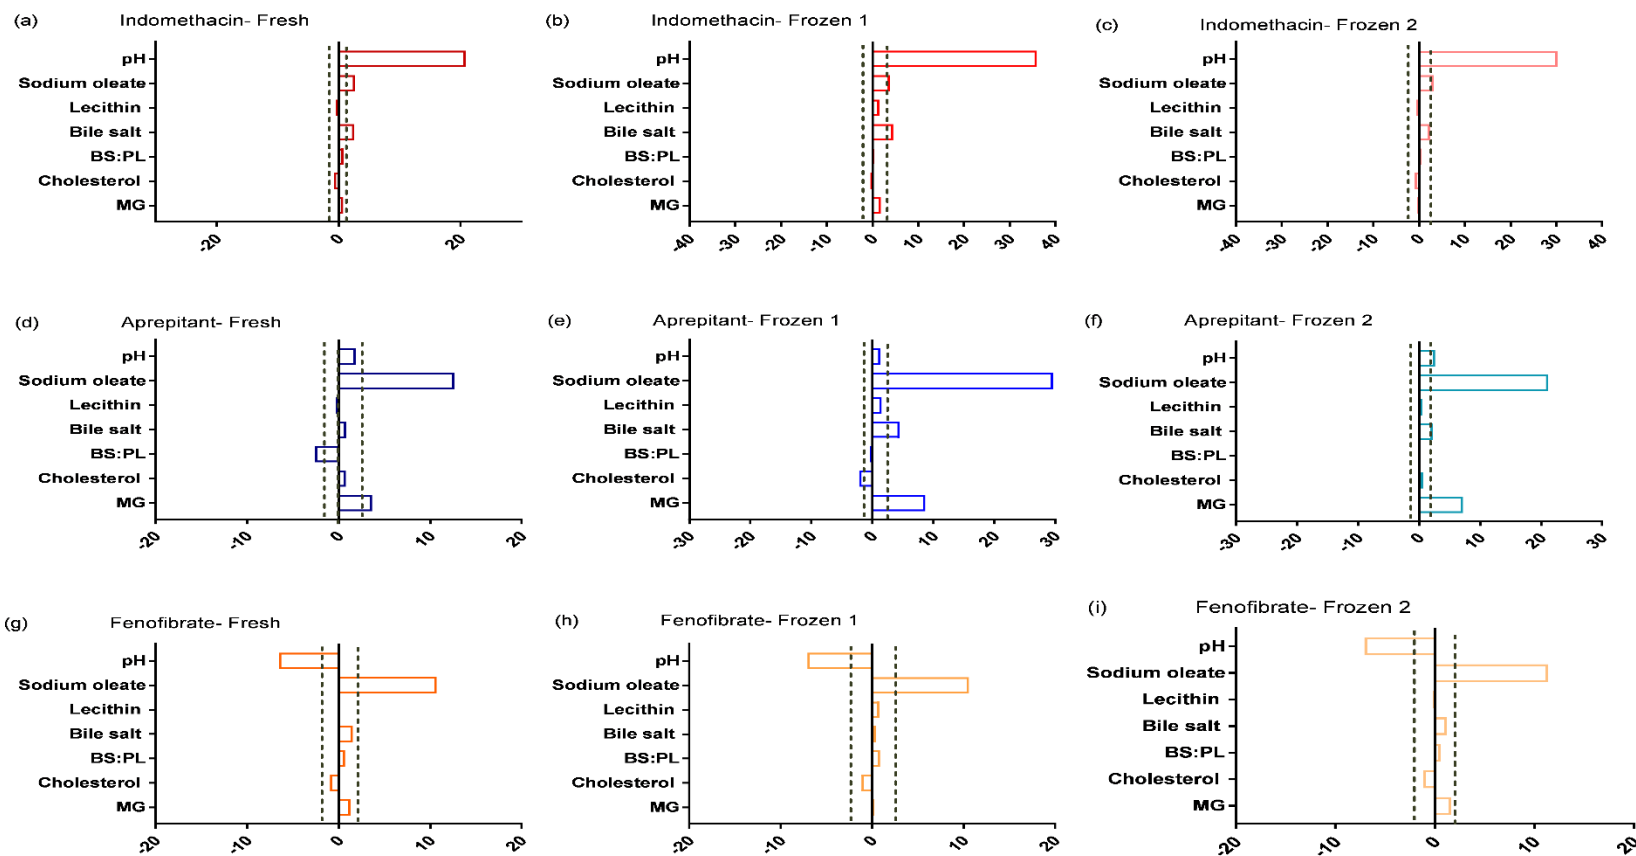 (a) Indomethacin- Fresh
pH
Sodium oleate
Lecithin
Bile salt
BS:PL
Cholesterol
MG
-20 0 20
(b) Indomethacin- Frozen 1
pH
Sodium oleate
Lecithin
Bile salt
BS:PL
Cholesterol
MG
-40 -30 -20 -10 0 10 20 30 40
(c) Indomethacin- Frozen 2
pH
Sodium oleate
Lecithin
Bile salt
BS:PL
Cholesterol
MG
-40 -30 -20 -10 0 10 20 30 40
(d) Aprepitant- Fresh
pH
Sodium oleate
Lecithin
Bile salt
BS:PL
Cholesterol
MG
-20 -10 0 10 20
(e) Aprepitant- Frozen 1
pH
Sodium oleate
Lecithin
Bile salt
BS:PL
Cholesterol
MG
-30 -20 -10 0 10 20 30
(f) Aprepitant- Frozen 2
pH
Sodium oleate
Lecithin
Bile salt
BS:PL
Cholesterol
MG
-30 -20 -10 0 10 20 30
(g) Fenofibrate- Fresh
pH
Sodium oleate
Lecithin
Bile salt
BS:PL
Cholesterol
MG
-20 -10 0 10 20
(h) Fenofibrate- Frozen 1
pH
Sodium oleate
Lecithin
Bile salt
BS:PL
Cholesterol
MG
-20 -10 0 10 20
(i) Fenofibrate- Frozen 2
pH
Sodium oleate
Lecithin
Bile salt
BS:PL
Cholesterol
MG
-20 -10 0 10 20